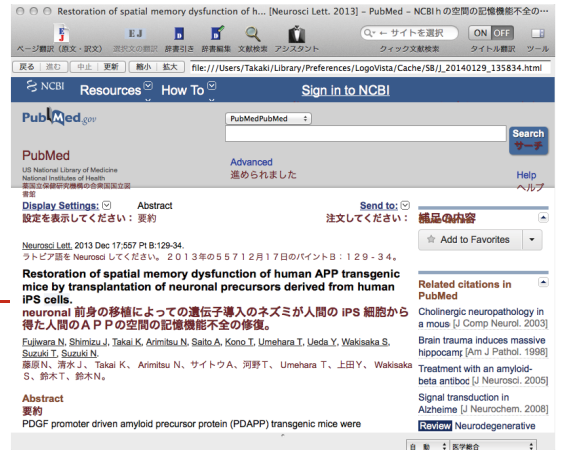 Restoration of spatial memory dysfunction of h... [Neurosci Lett. 2013] – PubMed – NCBI h の空間の記憶機能不全の…
サイトを選択
ON OFF
ページ翻訳（原文・訳文） 選択文の翻訳 辞書引き 辞書編集 文献検索 アシスタント クイック文献検索 タイトル翻訳 ツール
戻る 進む 中止 更新 縮小 拡大 file:///Users/Takaki/Library/Preferences/LogoVista/Cache/SB/J_20140129_135834.html
NCBI Resources How To Sign in to NCBI
PubMed.gov
PubMedPubMed
Search
サーチ
PubMed
US National Library of Medicine
National Institutes of Health
Advanced
進められました
Help
ヘルプ
Display Settings: Abstract Send to:
設定を表示してください： 要約 注文してください：
補足の内容
Add to Favorites
Neurosci Lett. 2013 Dec 17;557 Pt B:129-34.
ラトビア語を Neurosci してください。 ２０１３年の５５７１２月１７日のパイントＢ：１２９-３４。
Restoration of spatial memory dysfunction of human APP transgenic
mice by transplantation of neuronal precursors derived from human
iPS cells.
neuronal 前身の移植によっての遺伝子導入のネズミが人間の iPS 細胞から
得た人間のＡＰＰの空間の記憶機能不全の修復。
Fujiwara N, Shimizu J, Takai K, Arimitsu N, Saito A, Kono T, Umehara T, Ueda Y, Wakisaka S,
Suzuki T, Suzuki N.
藤原Ｎ、清水Ｊ、 Takai K、 Arimitsu N、サイトウＡ、河野Ｔ、 Umehara T、上田Ｙ、 Wakisaka
Ｓ、鈴木Ｔ、鈴木Ｎ。
Abstract
要約
PDGF promoter driven amyloid precursor protein (PDAPP) transgenic mice were
Related citations in
PubMed
Cholinergic neuropathology in
a mous [J Comp Neurol. 2003]
Brain trauma induces massive
hippocamp [Am J Pathol. 1998]
Treatment with an amyloid-
beta antiboc [J Neurosci. 2005]
Signal transduction in
Alzheime [J Neurochem. 2008]
Review Neurodegenerative
自 動 医学総合